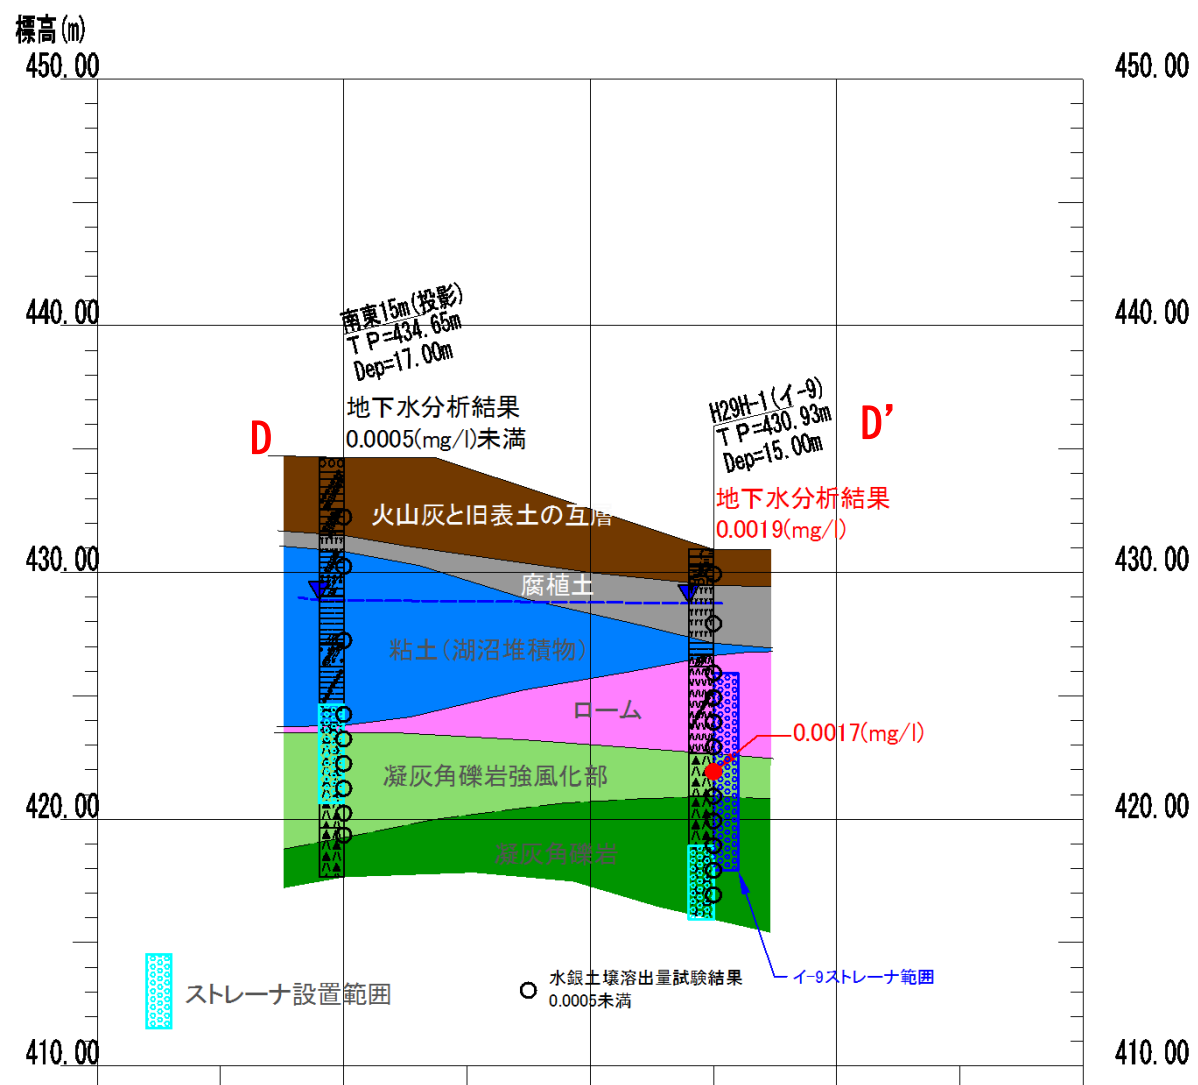 標高(m)
450.00
450.00
440.00
440.00
南東15m(投影)
T P=434.65m
Dep=17.00m
地下水分析結果
0.0005(mg/l)未満
D
H29H-1(イ-9)
T P=430.93m
Dep=15.00m
D’
地下水分析結果
0.0019(mg/l)
火山灰と旧表土の互層
430.00
430.00
腐植土
粘土(湖沼堆積物)
ローム
0.0017(mg/l)
凝灰角礫岩強風化部
420.00
420.00
凝灰角礫岩
ストレーナ設置範囲
水銀土壌溶出量試験結果
0.0005未満
イ-9ストレーナ範囲
410.00
410.00